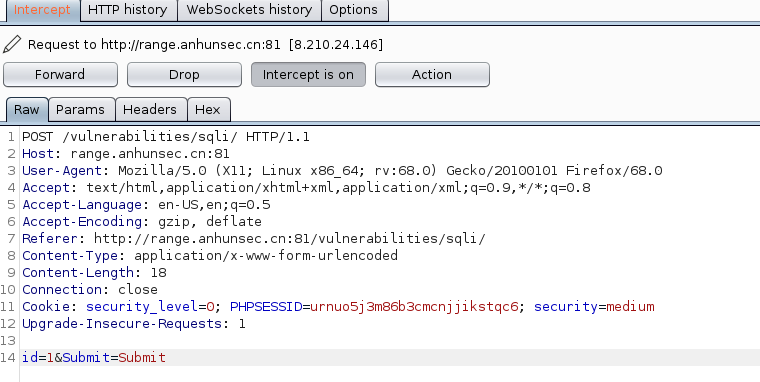 Intercept HTTP history WebSockets history Options
Request to http://range.anhunsec.cn:81 [8.210.24.146]
Forward Drop Intercept is on Action
Raw Params Headers Hex
1 POST /vulnerabilities/sqli/ HTTP/1.1
2 Host: range.anhunsec.cn:81
3 User-Agent: Mozilla/5.0 (X11; Linux x86_64; rv:68.0) Gecko/20100101 Firefox/68.0
4 Accept: text/html,application/xhtml+xml,application/xml;q=0.9,*/*;q=0.8
5 Accept-Language: en-US,en;q=0.5
6 Accept-Encoding: gzip, deflate
7 Referer: http://range.anhunsec.cn:81/vulnerabilities/sqli/
8 Content-Type: application/x-www-form-urlencoded
9 Content-Length: 18
10 Connection: close
11 Cookie: security_level=0; PHPSESSID=urnuo5j3m86b3cmcnjjikstqc6; security=medium
12 Upgrade-Insecure-Requests: 1
13
14 id=1&Submit=Submit